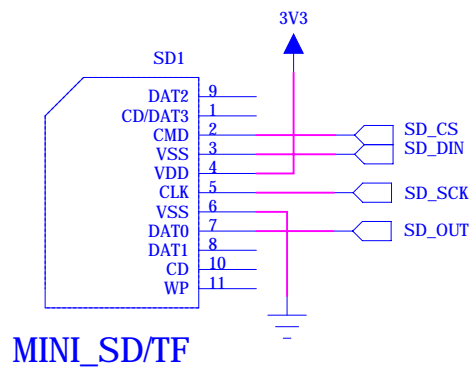 3V3
SD1
DAT2 9
CD/DAT3 1
CMD 2 SD_CS
VSS 3 SD_DIN
VDD 4
CLK 5 SD_SCK
VSS 6
DAT0 7 SD_OUT
DAT1 8
CD 10
WP 11
MINI_SD/TF